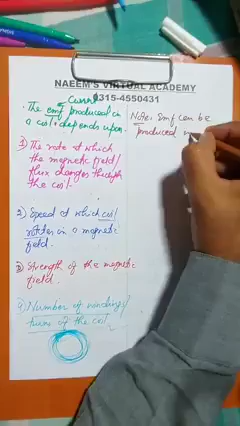 NAEEM'S VIRTUAL ACADEMY
0315-4550431
Current
• The emf produced in
a coil depends upon.
1) The rate at which
the magnetic field/
flux changes through
the coil.
2) Speed at which coil
rotates in a magnetic
field.
3) Strength of the magnetic
field.
4) Number of windings/
turns of the coil
Note: Emf can be
produced